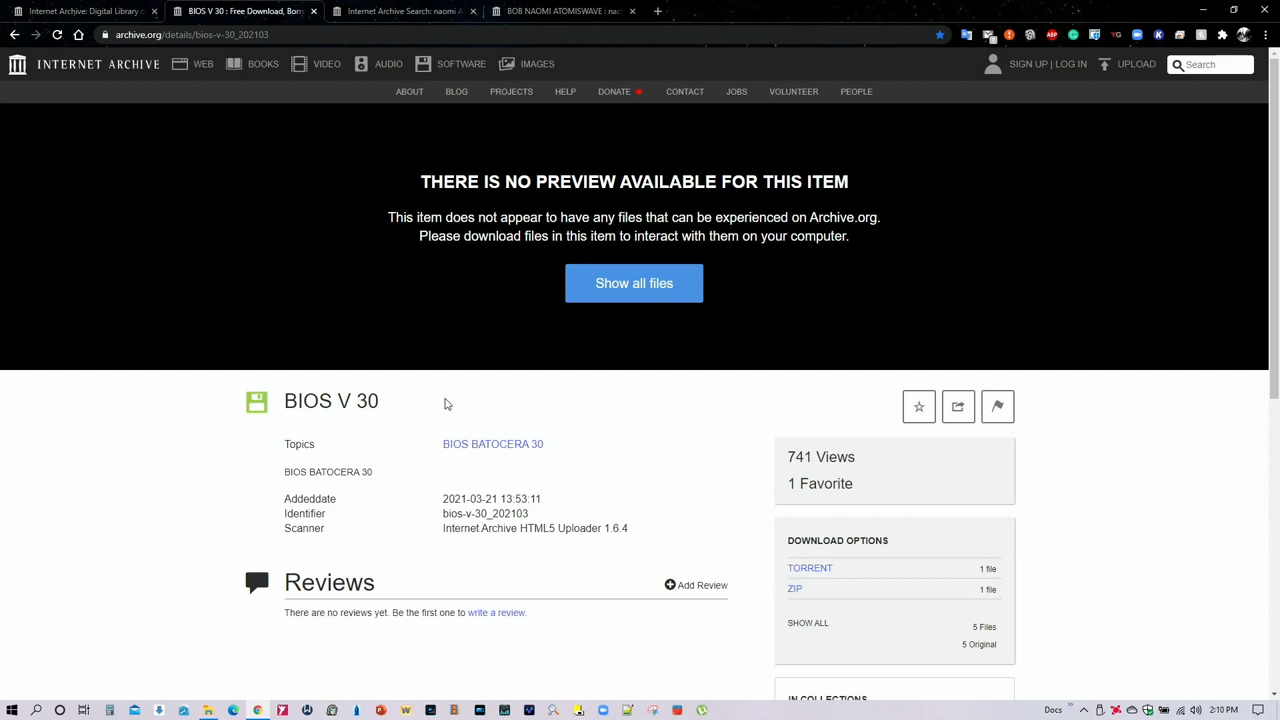 Internet Archive: Digital Library
BIOS V 30 : Free Download, Borr
Internet Archive Search: naomi A
BOB NAOMI ATOMISWAVE : nac
archive.org/details/bios-v-30_202103
INTERNET ARCHIVE
WEB
BOOKS
VIDEO
AUDIO
SOFTWARE
IMAGES
SIGN UP | LOG IN
UPLOAD
Search
ABOUT
BLOG
PROJECTS
HELP
DONATE
CONTACT
JOBS
VOLUNTEER
PEOPLE
THERE IS NO PREVIEW AVAILABLE FOR THIS ITEM
This item does not appear to have any files that can be experienced on Archive.org.
Please download files in this item to interact with them on your computer.
Show all files
BIOS V 30
Topics BIOS BATOCERA 30
BIOS BATOCERA 30
Addeddate 2021-03-21 13:53:11
Identifier bios-v-30_202103
Scanner Internet Archive HTML5 Uploader 1.6.4
Reviews
Add Review
There are no reviews yet. Be the first one to write a review.
741 Views
1 Favorite
DOWNLOAD OPTIONS
TORRENT 1 file
ZIP 1 file
SHOW ALL 5 Files
5 Original
IN COLLECTIONS
Docs
2:10 PM